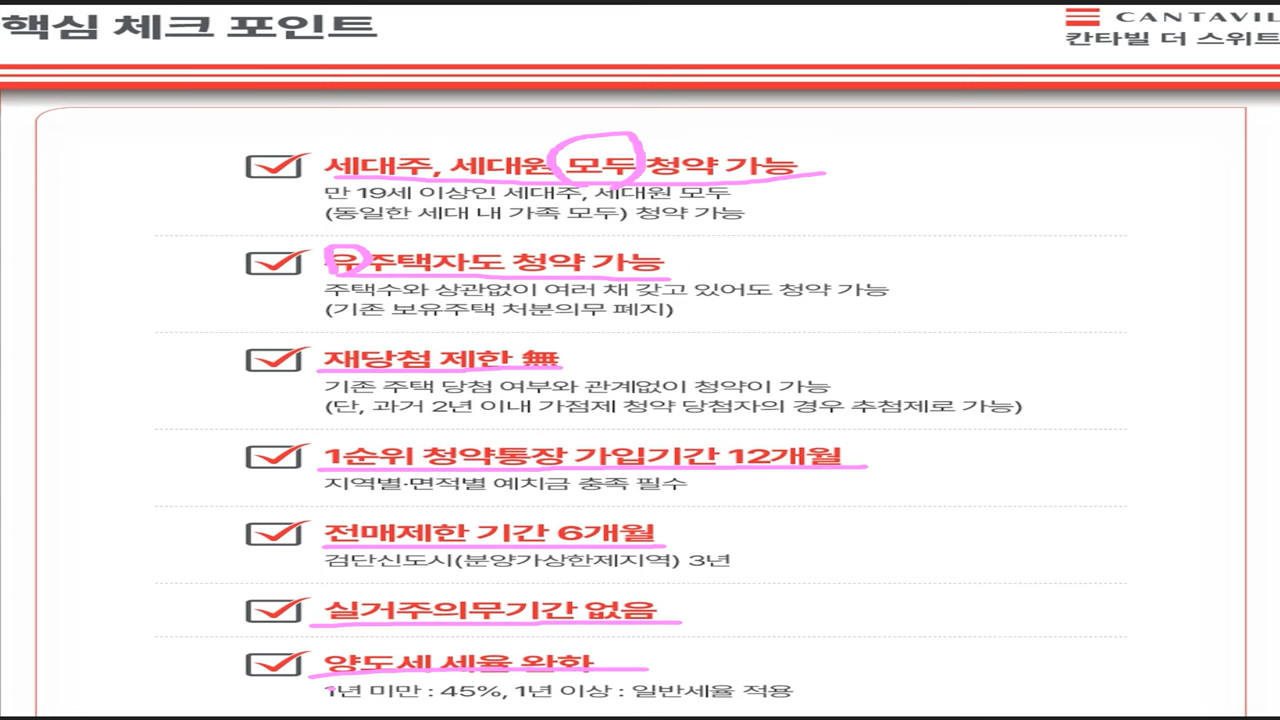 핵심 체크 포인트
CANTAVIL
칸타빌 더 스위트
세대주, 세대원 모두 청약 가능
만 19세 이상인 세대주, 세대원 모두
(동일한 세대 내 가족 모두) 청약 가능
유주택자도 청약 가능
주택수와 상관없이 여러 채 갖고 있어도 청약 가능
(기존 보유주택 처분의무 폐지)
재당첨 제한 無
기존 주택 당첨 여부와 관계없이 청약이 가능
(단, 과거 2년 이내 가점제 청약 당첨자의 경우 추첨제로 가능)
1순위 청약통장 가입기간 12개월
지역별·면적별 예치금 충족 필수
전매제한 기간 6개월
검단신도시(분양가상한제지역) 3년
실거주의무기간 없음
양도세 세율 완화
1년 미만 : 45%, 1년 이상 : 일반세율 적용